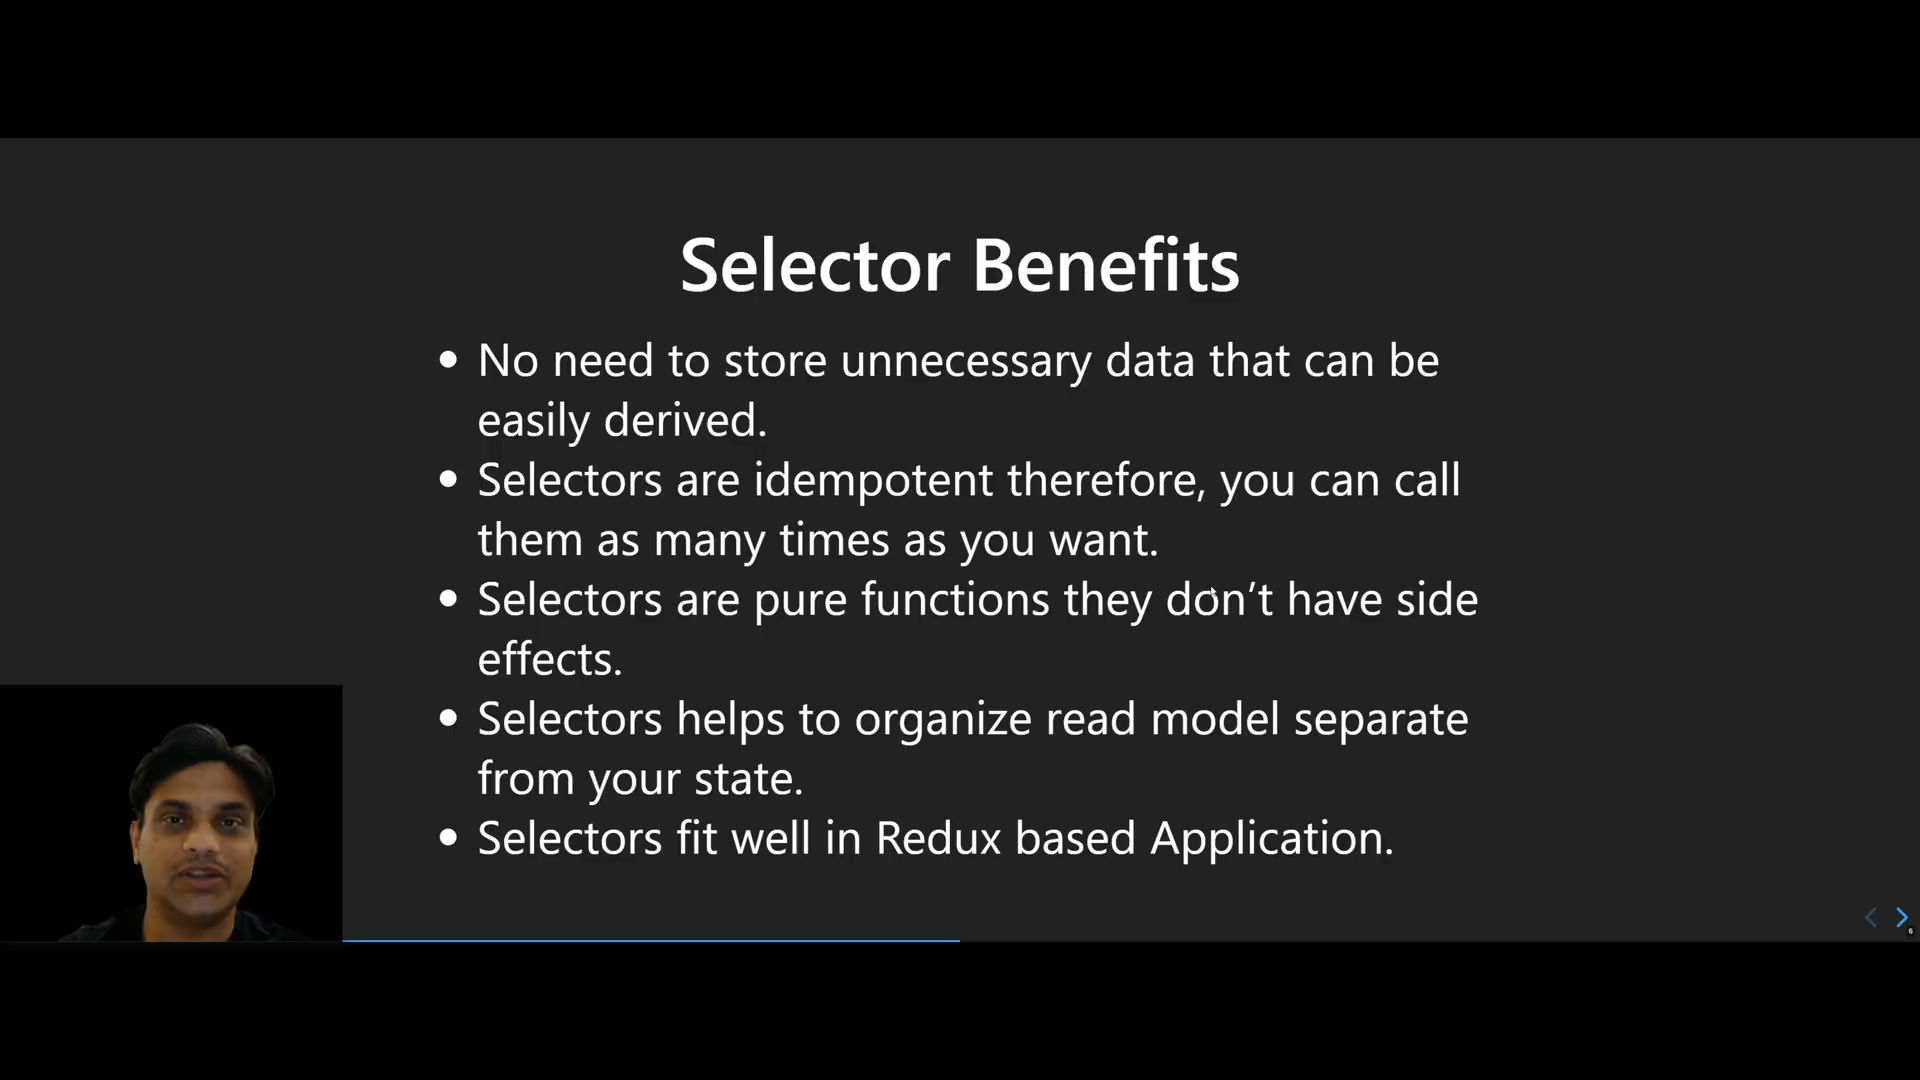 Selector Benefits
• No need to store unnecessary data that can be
easily derived.
• Selectors are idempotent therefore, you can call
them as many times as you want.
• Selectors are pure functions they don’t have side
effects.
• Selectors helps to organize read model separate
from your state.
• Selectors fit well in Redux based Application.
6